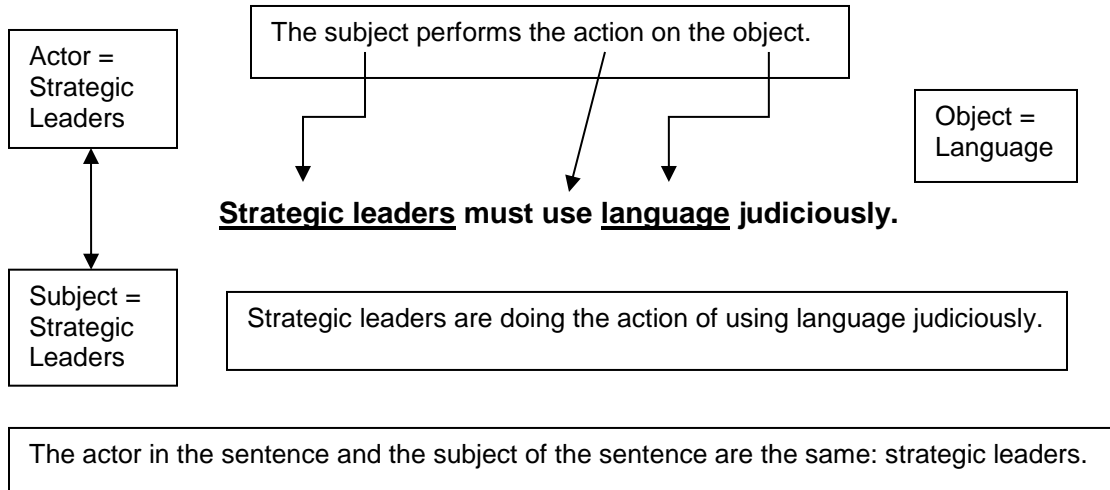 The subject performs the action on the object.
Actor =
Strategic
Leaders
Object =
Language
Strategic leaders must use language judiciously.
Subject =
Strategic
Leaders
Strategic leaders are doing the action of using language judiciously.
The actor in the sentence and the subject of the sentence are the same: strategic leaders.